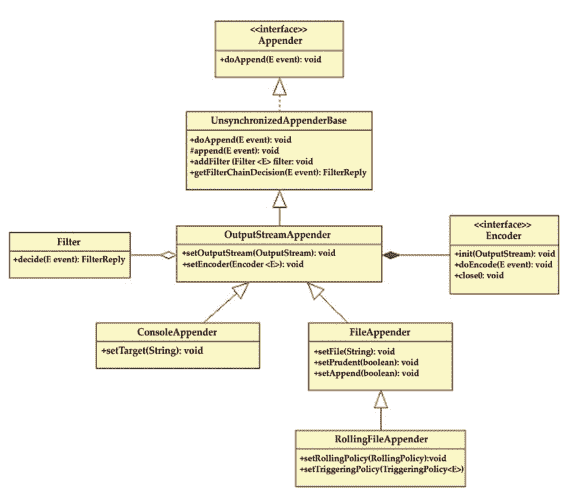 <<interface>>
Appender
+doAppend(E event): void
UnsynchronizedAppenderBase
+doAppend(E event): void
#append(E event): void
+addFilter (Filter <E> filter: void
+getFilterChainDecision(E event): FilterReply
Filter
+decide(E event): FilterReply
OutputStreamAppender
+setOutputStream(OutputStream): void
+setEncoder(Encoder <E>): void
<<interface>>
Encoder
+init(OutputStream): void
+doEncode(E event): void
+close(): void
ConsoleAppender
+setTarget(String): void
FileAppender
+setFile(String): void
+setPrudent(boolean): void
+setAppend(boolean): void
RollingFileAppender
+setRollingPolicy(RollingPolicy):void
+setTriggeringPolicy(TriggeringPolicy<E>)